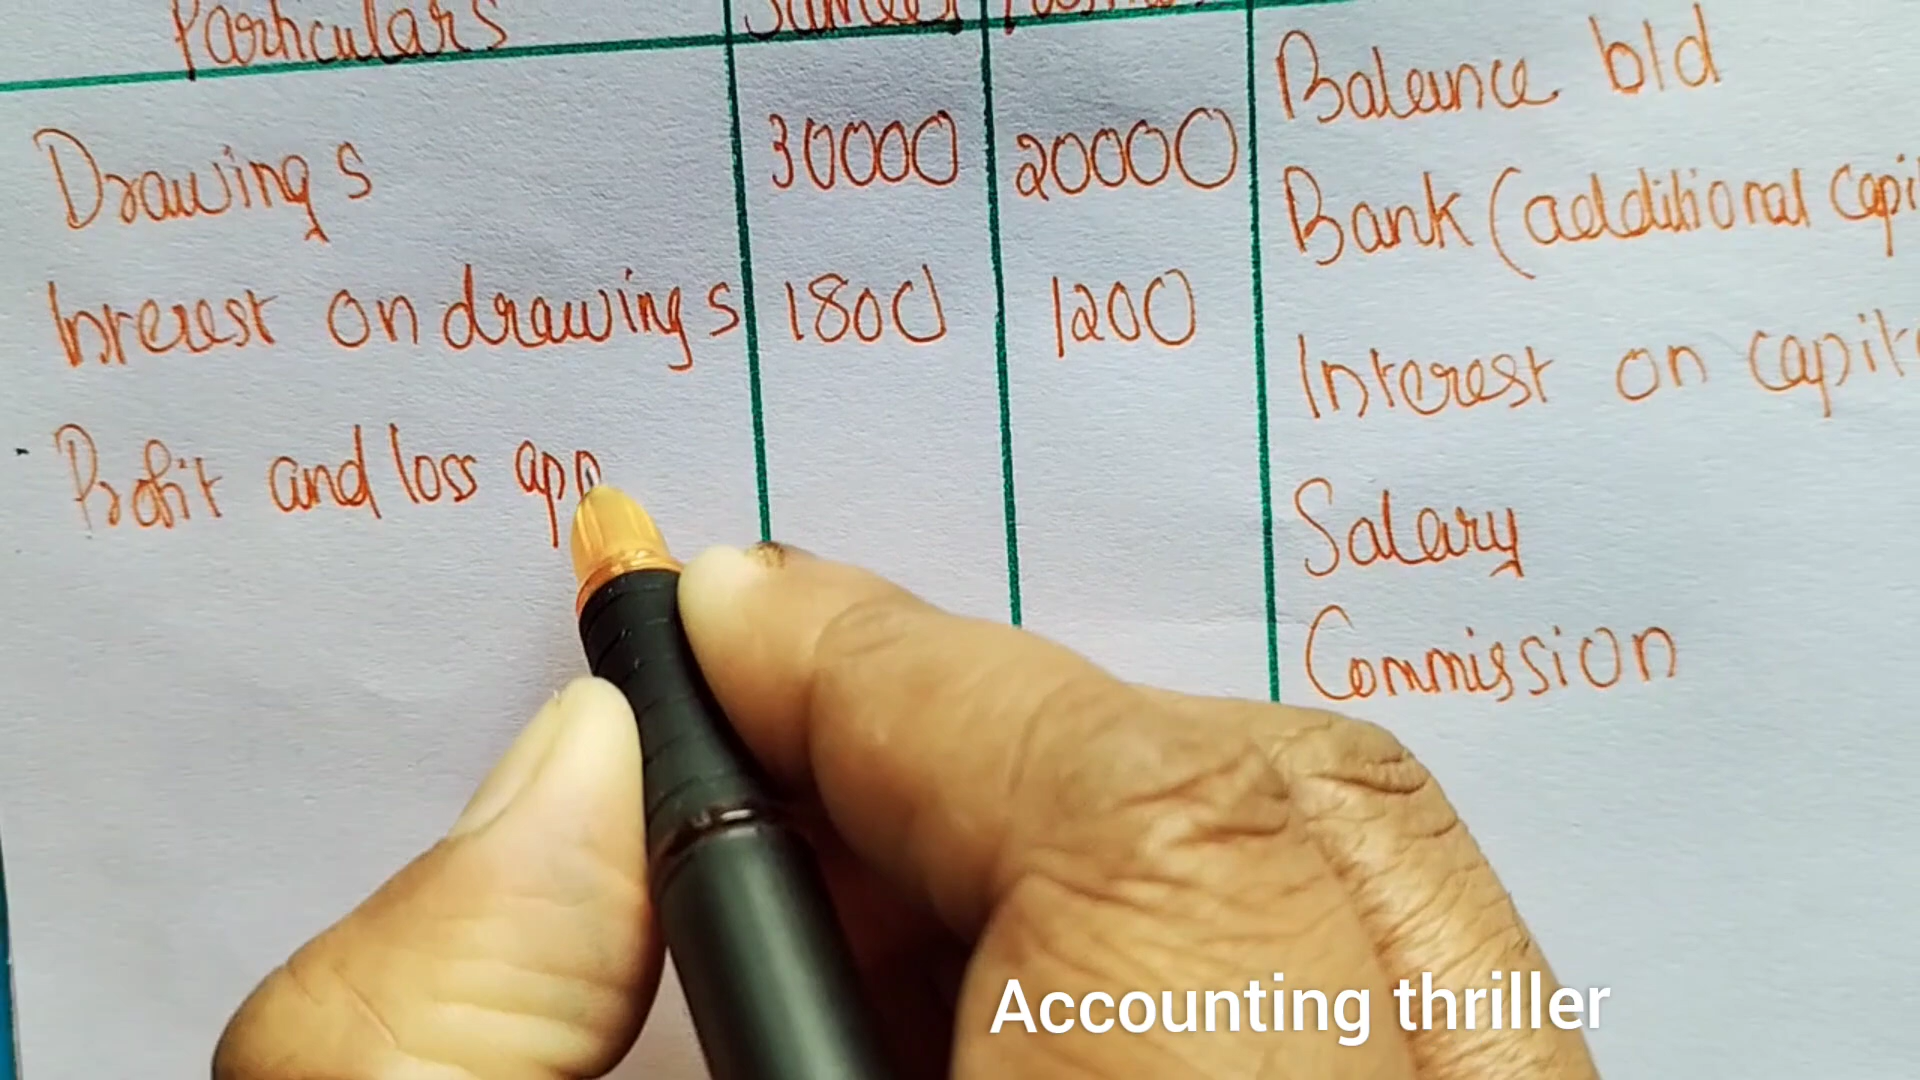 Particulars
Balance b/d
Drawings 30000 20000
Bank (additional capi
Interest on drawings 1800 1200
Interest on capit
Profit and loss app
Salary
Commission
Accounting thriller